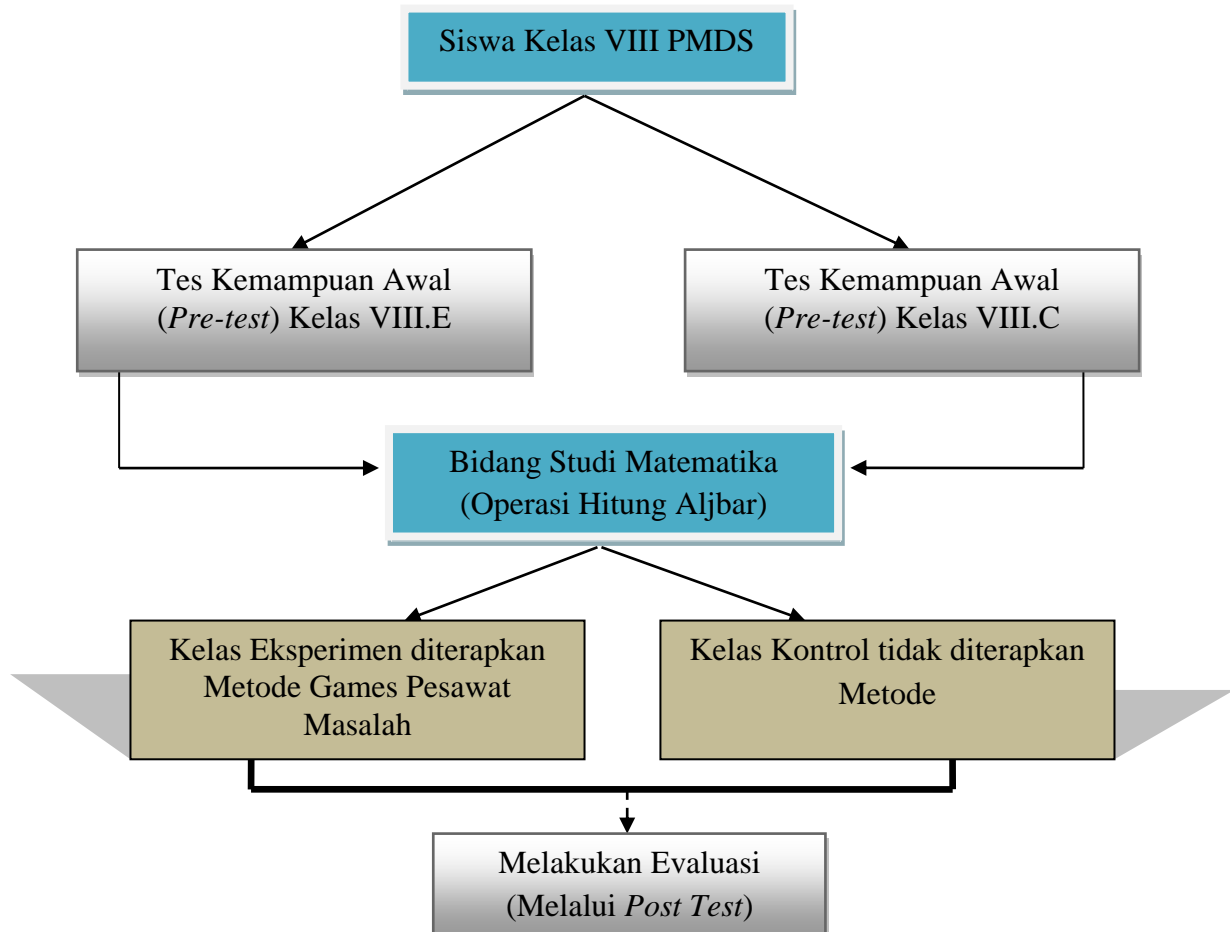 Siswa Kelas VIII PMDS
Tes Kemampuan Awal
(Pre-test) Kelas VIII.E
Tes Kemampuan Awal
(Pre-test) Kelas VIII.C
Bidang Studi Matematika
(Operasi Hitung Aljbar)
Kelas Eksperimen diterapkan
Metode Games Pesawat
Masalah
Kelas Kontrol tidak diterapkan
Metode
Melakukan Evaluasi
(Melalui Post Test)